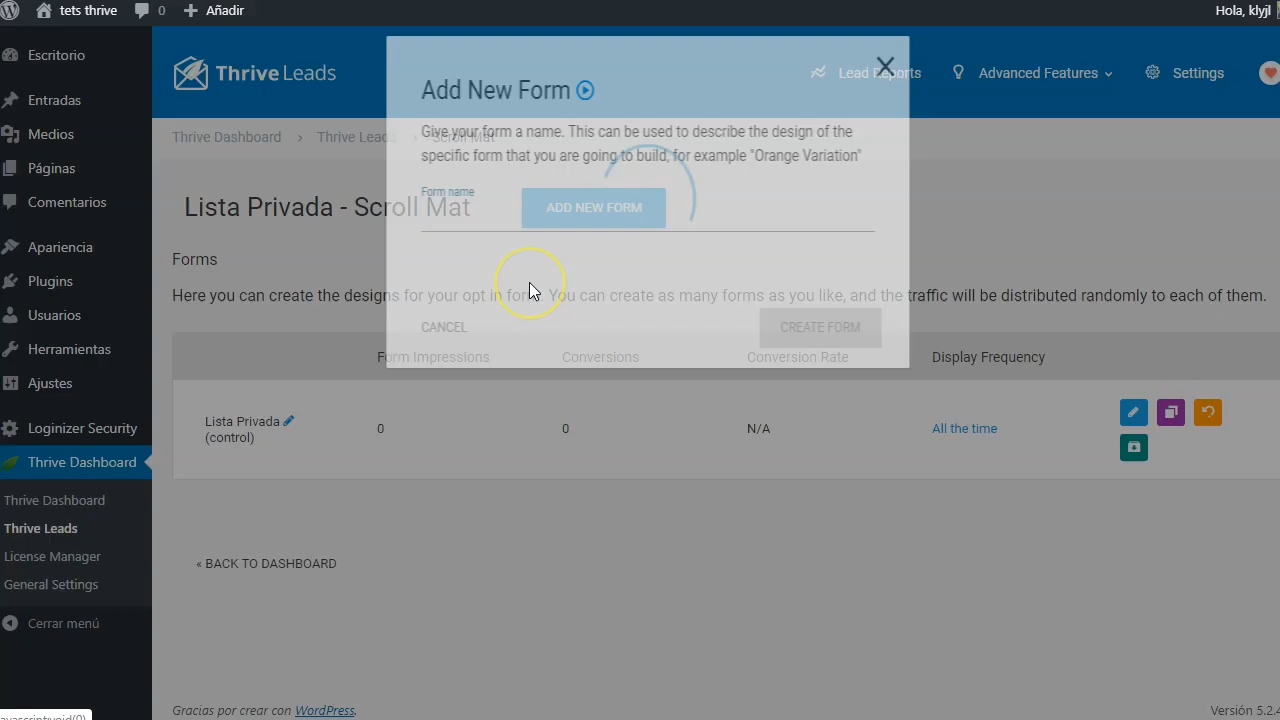 tets thrive
0
Añadir
Hola, klyjl
Escritorio
Entradas
Medios
Páginas
Comentarios
Apariencia
Plugins
Usuarios
Herramientas
Ajustes
Loginizer Security
Thrive Dashboard
Thrive Dashboard
Thrive Leads
License Manager
General Settings
Cerrar menú
Thrive Leads
Lead Reports
Advanced Features
Settings
Thrive Dashboard
Thrive Leads
Scroll Mat
Add New Form
Give your form a name. This can be used to describe the design of the
specific form that you are going to build, for example "Orange Variation"
Form name
CANCEL
CREATE FORM
Lista Privada - Scroll Mat
ADD NEW FORM
Forms
Here you can create the designs for your opt in forms. You can create as many forms as you like, and the traffic will be distributed randomly to each of them.
Form Impressions
Conversions
Conversion Rate
Display Frequency
Lista Privada
(control)
0
0
N/A
All the time
« BACK TO DASHBOARD
Gracias por crear con WordPress.
Versión 5.2.4